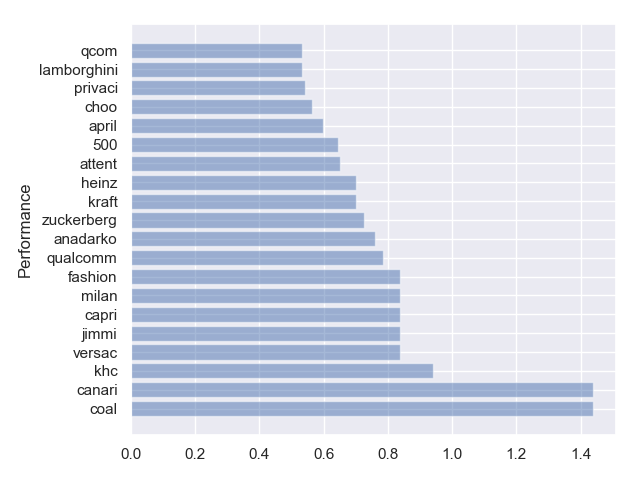 qcom
lamborghini
privaci
choo
april
500
attent
heinz
kraft
zuckerberg
anadarko
qualcomm
fashion
milan
capri
jimmi
versac
khc
canari
coal
Performance
0.0 0.2 0.4 0.6 0.8 1.0 1.2 1.4